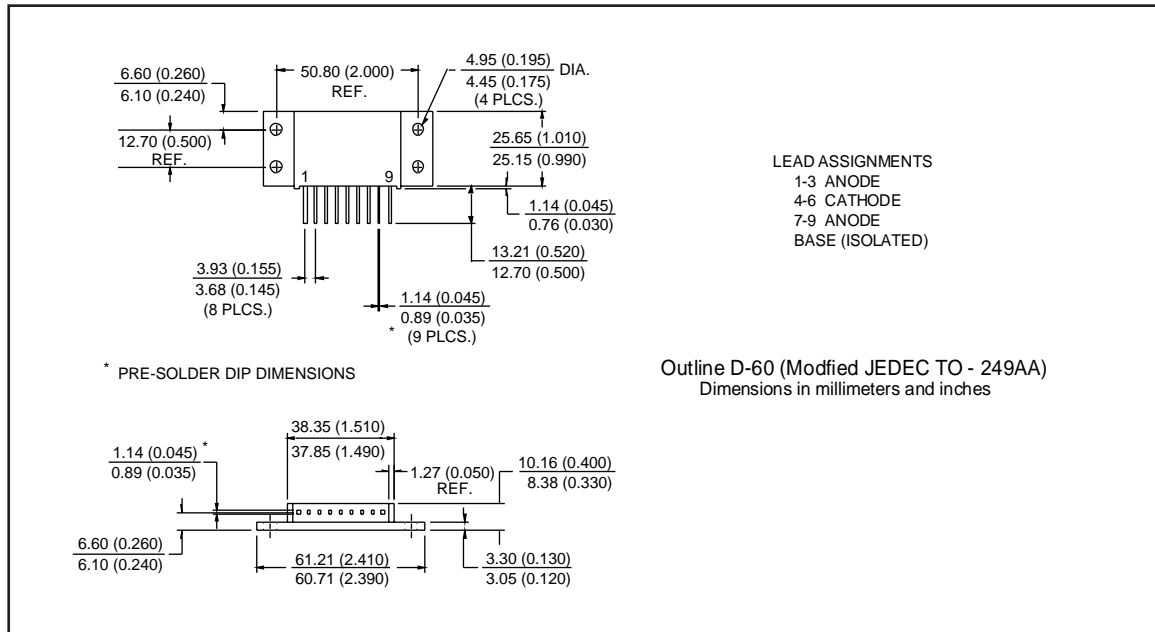 6.60 (0.260)
6.10 (0.240)
50.80 (2.000)
REF.
4.95 (0.195)
4.45 (0.175)
DIA.
(4 PLCS.)
12.70 (0.500)
REF.
25.65 (1.010)
25.15 (0.990)
1
9
1.14 (0.045)
0.76 (0.030)
13.21 (0.520)
12.70 (0.500)
3.93 (0.155)
3.68 (0.145)
(8 PLCS.)
1.14 (0.045)
0.89 (0.035)
* (9 PLCS.)
LEAD ASSIGNMENTS
1-3 ANODE
4-6 CATHODE
7-9 ANODE
BASE (ISOLATED)
* PRE-SOLDER DIP DIMENSIONS
Outline D-60 (Modfied JEDEC TO - 249AA)
Dimensions in millimeters and inches
38.35 (1.510)
37.85 (1.490)
1.14 (0.045) *
0.89 (0.035)
1.27 (0.050)
REF.
10.16 (0.400)
8.38 (0.330)
6.60 (0.260)
6.10 (0.240)
61.21 (2.410)
60.71 (2.390)
3.30 (0.130)
3.05 (0.120)